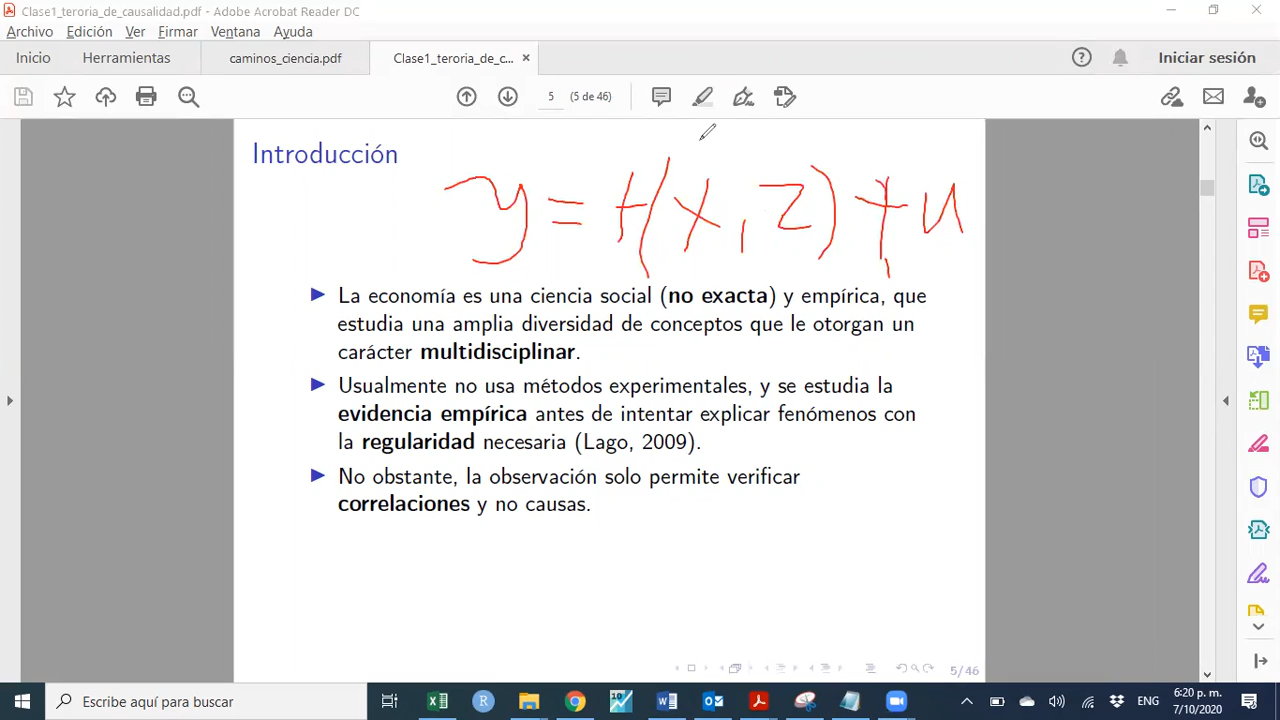 Clase1_teroria_de_causalidad.pdf - Adobe Acrobat Reader DC
Archivo Edición Ver Firmar Ventana Ayuda
Inicio Herramientas caminos_ciencia.pdf Clase1_teroria_de_c... × Iniciar sesión
5 (5 de 46)
Introducción
y = f(x, z) + u
La economía es una ciencia social (no exacta) y empírica, que
estudia una amplia diversidad de conceptos que le otorgan un
carácter multidisciplinar.
Usualmente no usa métodos experimentales, y se estudia la
evidencia empírica antes de intentar explicar fenómenos con
la regularidad necesaria (Lago, 2009).
No obstante, la observación solo permite verificar
correlaciones y no causas.
5/46
Escribe aquí para buscar
ENG
6:20 p. m.
7/10/2020